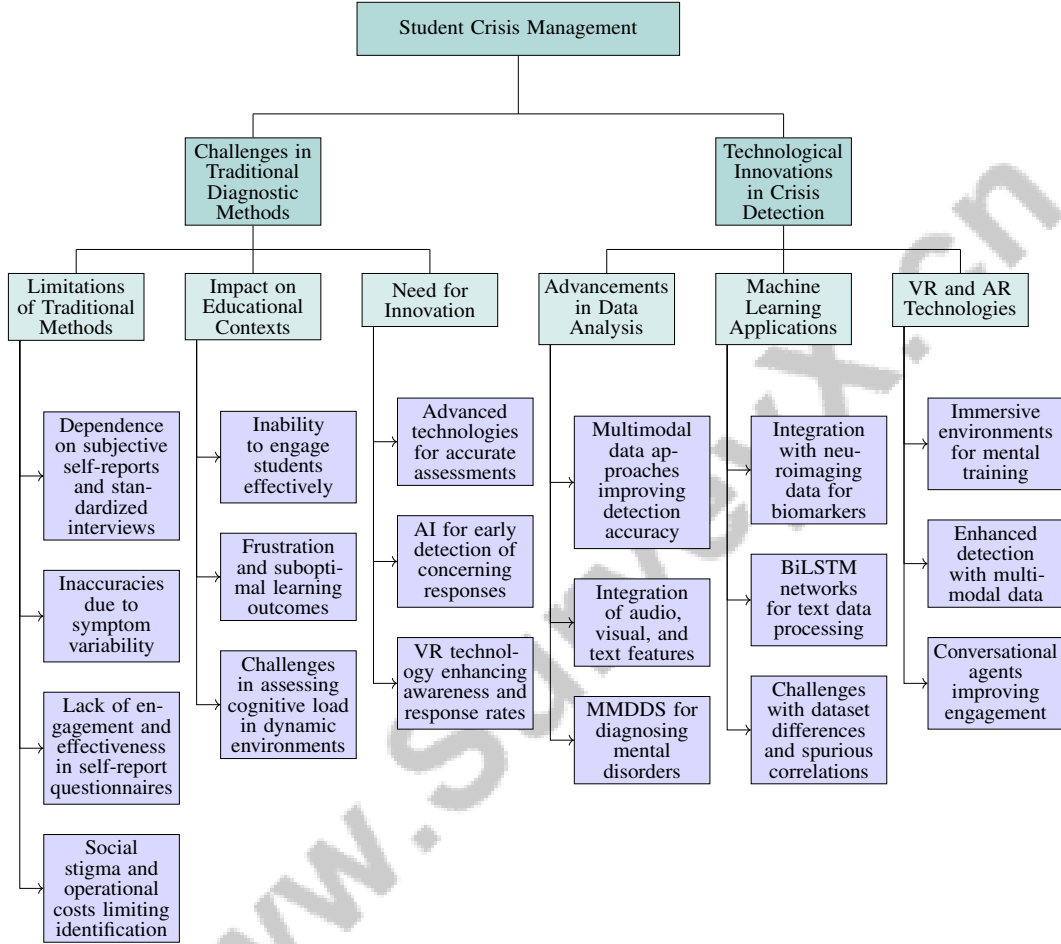 Student Crisis Management
Challenges in
Traditional
Diagnostic
Methods
Technological
Innovations
in Crisis
Detection
Limitations
of Traditional
Methods
Impact on
Educational
Contexts
Need for
Innovation
Advancements
in Data
Analysis
Machine
Learning
Applications
VR and AR
Technologies
Dependence
on subjective
self-reports
and stan-
dardized
interviews
Inaccuracies
due to
symptom
variability
Lack of en-
gagement and
effectiveness
in self-report
questionnaires
Social
stigma and
operational
costs limiting
identification
Inability
to engage
students
effectively
Frustration
and subopti-
mal learning
outcomes
Challenges
in assessing
cognitive load
in dynamic
environments
Advanced
technologies
for accurate
assessments
AI for early
detection of
concerning
responses
VR technol-
ogy enhancing
awareness and
response rates
Multimodal
data ap-
proaches
improving
detection
accuracy
Integration
of audio,
visual, and
text features
MMDDS for
diagnosing
mental
disorders
Integration
with neu-
roimaging
data for
biomarkers
BiLSTM
networks
for text data
processing
Challenges
with dataset
differences
and spurious
correlations
Immersive
environments
for mental
training
Enhanced
detection
with multi-
modal data
Conversational
agents
improving
engagement
www.surveyx.cn